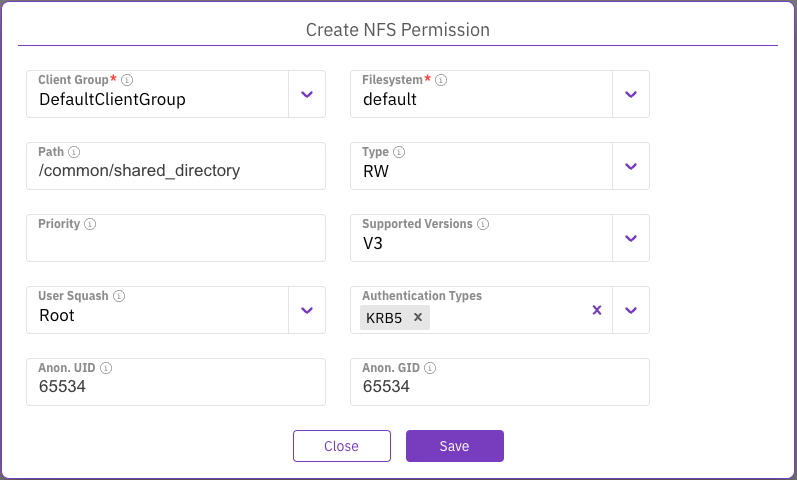 Create NFS Permission
Client Group*
DefaultClientGroup
Filesystem*
default
Path
/common/shared_directory
Type
RW
Priority
Supported Versions
V3
User Squash
Root
Authentication Types
KRB5
Anon. UID
65534
Anon. GID
65534
Close
Save